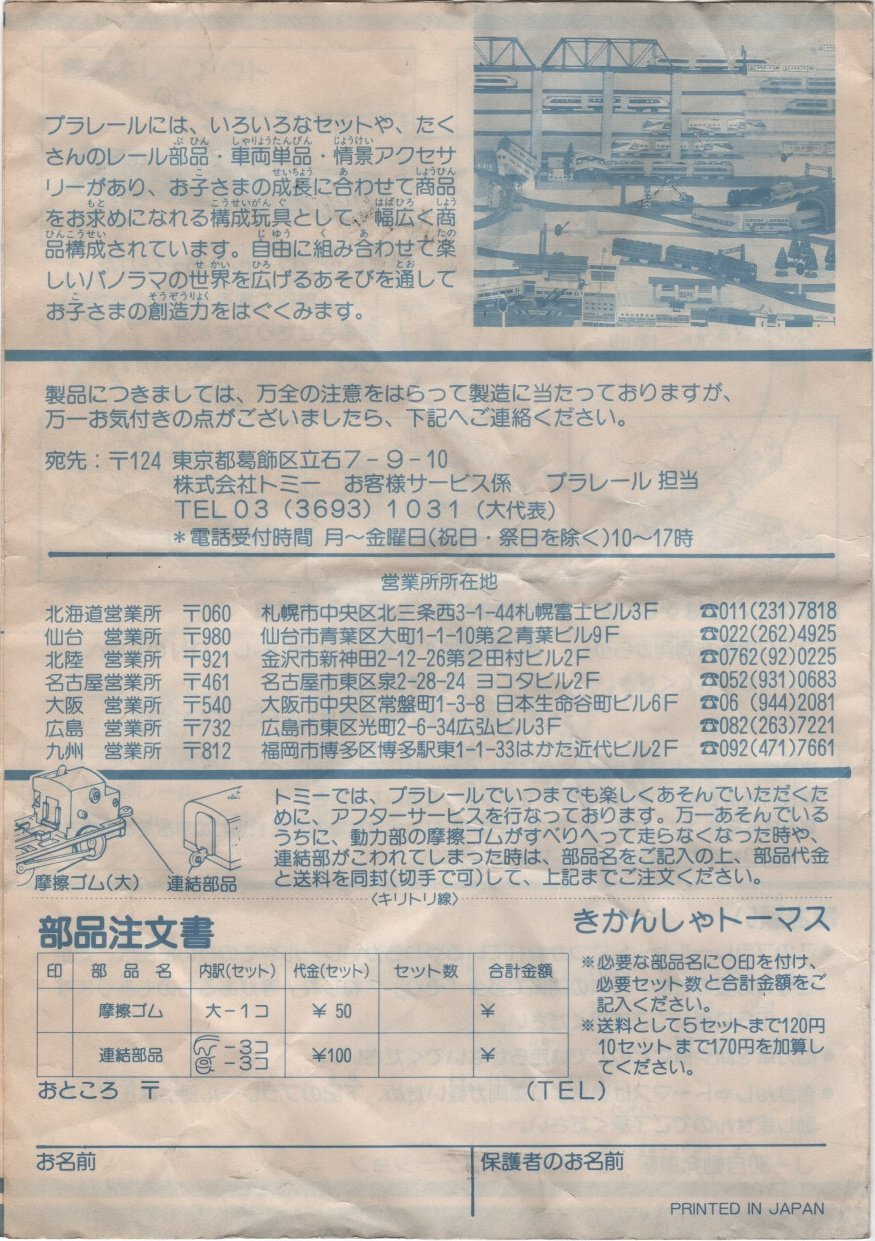 プラレールには、いろいろなセットや、たく
さんのレール部品・車両単品・情景アクセサ
リーがあり、お子さまの成長に合わせて商品
をお求めになれる構成玩具として、幅広く商
品構成されています。自由に組み合わせて楽
しいパノラマの世界を広げるあそびを通して
お子さまの創造力をはぐくみます。
製品につきましては、万全の注意をはらって製造に当たっておりますが、
万一お気付きの点がございましたら、下記へご連絡ください。
宛先：〒124 東京都葛飾区立石7-9-10
株式会社トミー お客様サービス係 プラレール担当
TEL03(3693)1031(大代表)
＊電話受付時間 月〜金曜日(祝日・祭日を除く)10〜17時
営業所所在地
北海道営業所 〒060 札幌市中央区北三条西3-1-44札幌富士ビル3F ☎011(231)7818
仙台 営業所 〒980 仙台市青葉区大町1-1-10第2青葉ビル9F ☎022(262)4925
北陸 営業所 〒921 金沢市新神田2-12-26第2田村ビル2F ☎0762(92)0225
名古屋営業所 〒461 名古屋市東区泉2-28-24 ヨコタビル2F ☎052(931)0683
大阪 営業所 〒540 大阪市中央区常盤町1-3-8 日本生命谷町ビル6F ☎06 (944)2081
広島 営業所 〒732 広島市東区光町2-6-34広弘ビル3F ☎082(263)7221
九州 営業所 〒812 福岡市博多区博多駅東1-1-33はかた近代ビル2F ☎092(471)7661
トミーでは、プラレールでいつまでも楽しくあそんでいただくた
めに、アフターサービスを行なっております。万一あそんでいる
うちに、動力部の摩擦ゴムがすべりへって走らなくなった時や、
連結部がこわれてしまった時は、部品名をご記入の上、部品代金
と送料を同封(切手で可)して、上記までご注文ください。
摩擦ゴム(大) 連結部品
〈キリトリ線〉
部品注文書 きかんしゃトーマス
印 部品名 内訳(セット) 代金(セット) セット数 合計金額
摩擦ゴム 大-1コ ¥50 ¥
連結部品 -3コ -3コ ¥100 ¥
※必要な部品名に○印を付け、
必要セット数と合計金額をご
記入ください。
※送料として5セットまで120円
10セットまで170円を加算し
てください。
おところ 〒 (TEL)
お名前 保護者のお名前
PRINTED IN JAPAN